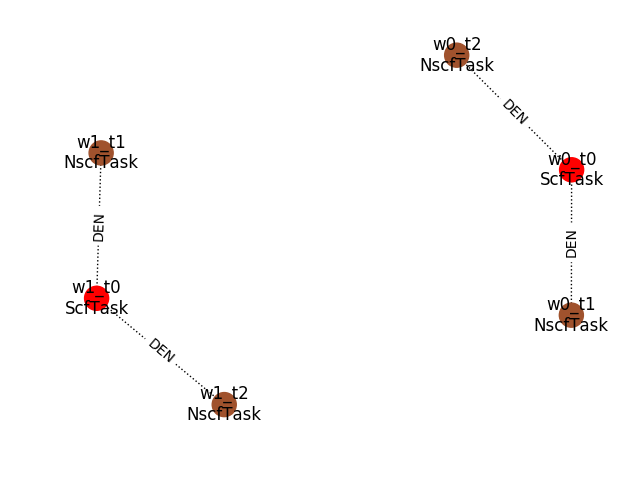 w0_t2
NscfTask
DEN
w1_t1
NscfTask
w0_t0
ScfTask
DEN
DEN
w1_t0
ScfTask
w0_t1
NscfTask
DEN
w1_t2
NscfTask